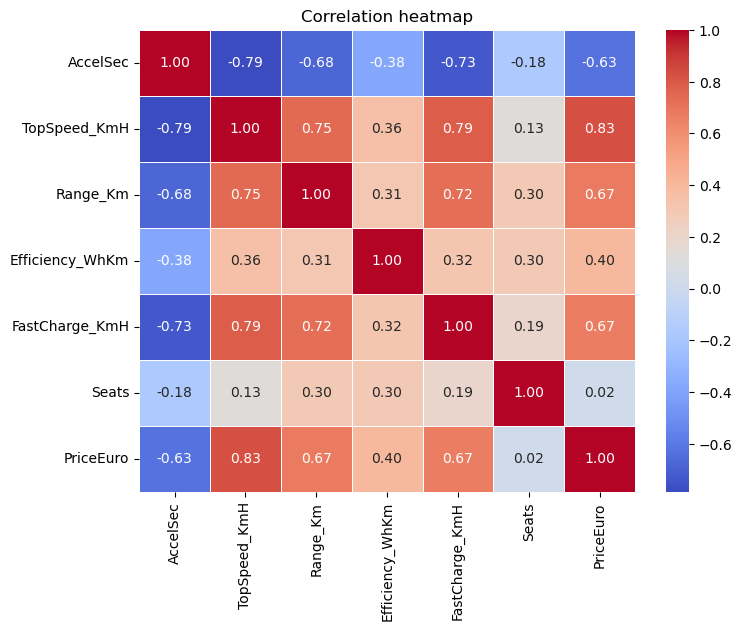 Correlation heatmap
AccelSec 1.00 -0.79 -0.68 -0.38 -0.73 -0.18 -0.63
TopSpeed_KmH -0.79 1.00 0.75 0.36 0.79 0.13 0.83
Range_Km -0.68 0.75 1.00 0.31 0.72 0.30 0.67
Efficiency_WhKm -0.38 0.36 0.31 1.00 0.32 0.30 0.40
FastCharge_KmH -0.73 0.79 0.72 0.32 1.00 0.19 0.67
Seats -0.18 0.13 0.30 0.30 0.19 1.00 0.02
PriceEuro -0.63 0.83 0.67 0.40 0.67 0.02 1.00
AccelSec
TopSpeed_KmH
Range_Km
Efficiency_WhKm
FastCharge_KmH
Seats
PriceEuro
1.0
0.8
0.6
0.4
0.2
0.0
−0.2
−0.4
−0.6